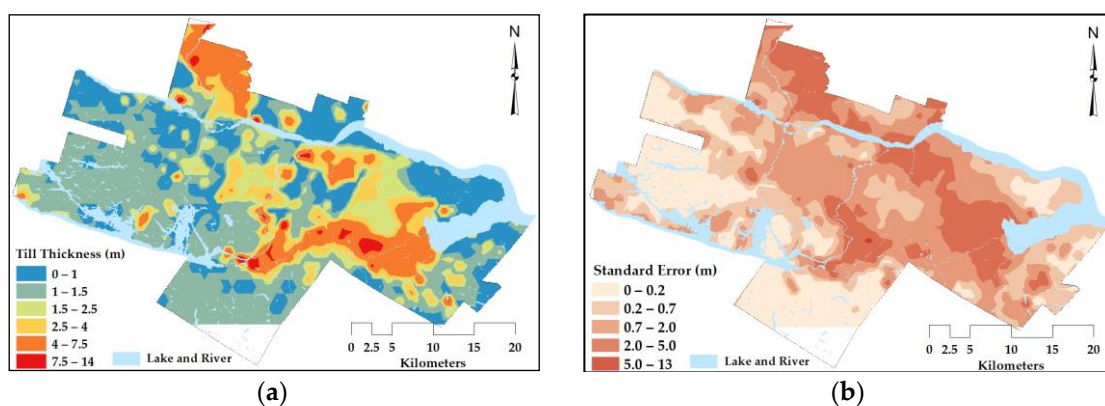 N
Till Thickness (m)
0 – 1
1 – 1.5
1.5 – 2.5
2.5 – 4
4 – 7.5
7.5 – 14
Lake and River
0 2.5 5 10 15 20
Kilometers
(a)
N
Standard Error (m)
0 – 0.2
0.2 – 0.7
0.7 – 2.0
2.0 – 5.0
5.0 – 13
Lake and River
0 2.5 5 10 15 20
Kilometers
(b)